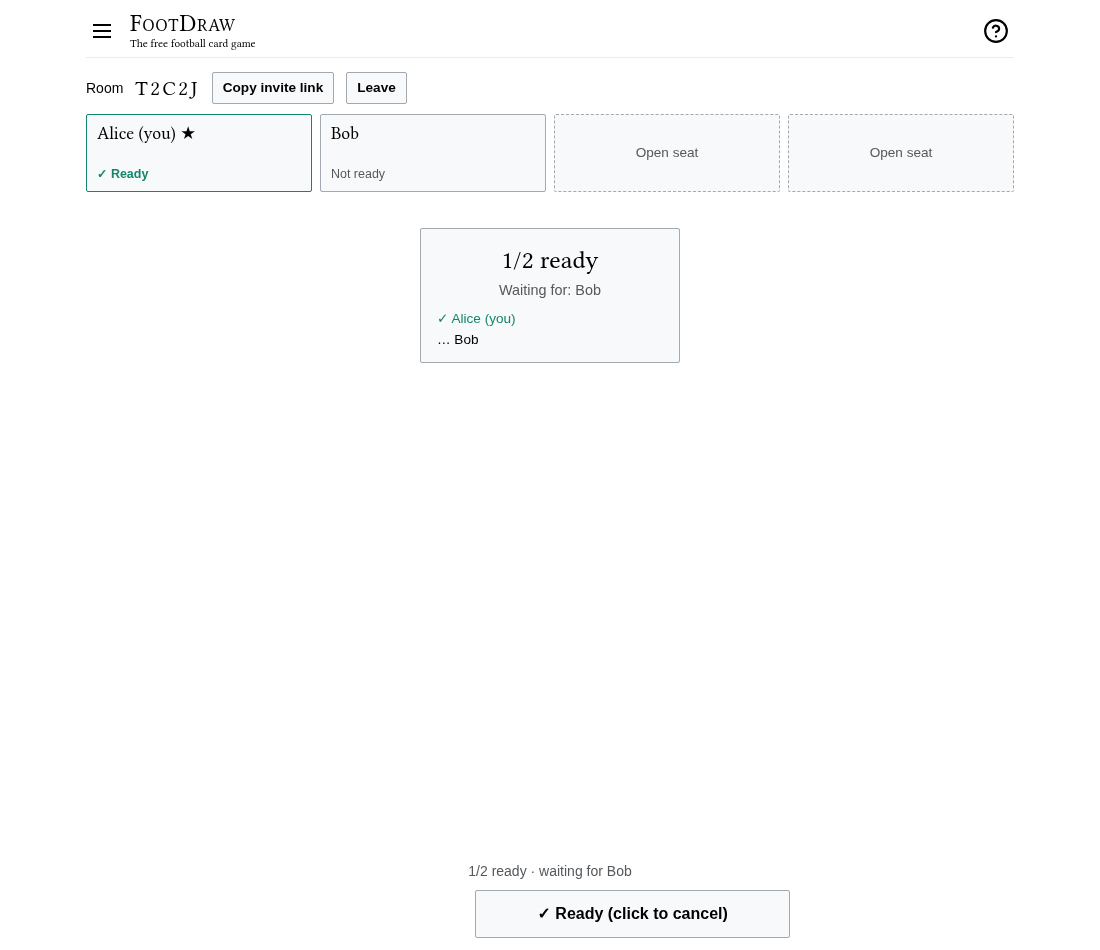 FootDraw
The free football card game
Room T2C2J Copy invite link Leave
Alice (you) ★
✓ Ready
Bob
Not ready
Open seat
Open seat
1/2 ready
Waiting for: Bob
✓ Alice (you)
… Bob
1/2 ready · waiting for Bob
✓ Ready (click to cancel)